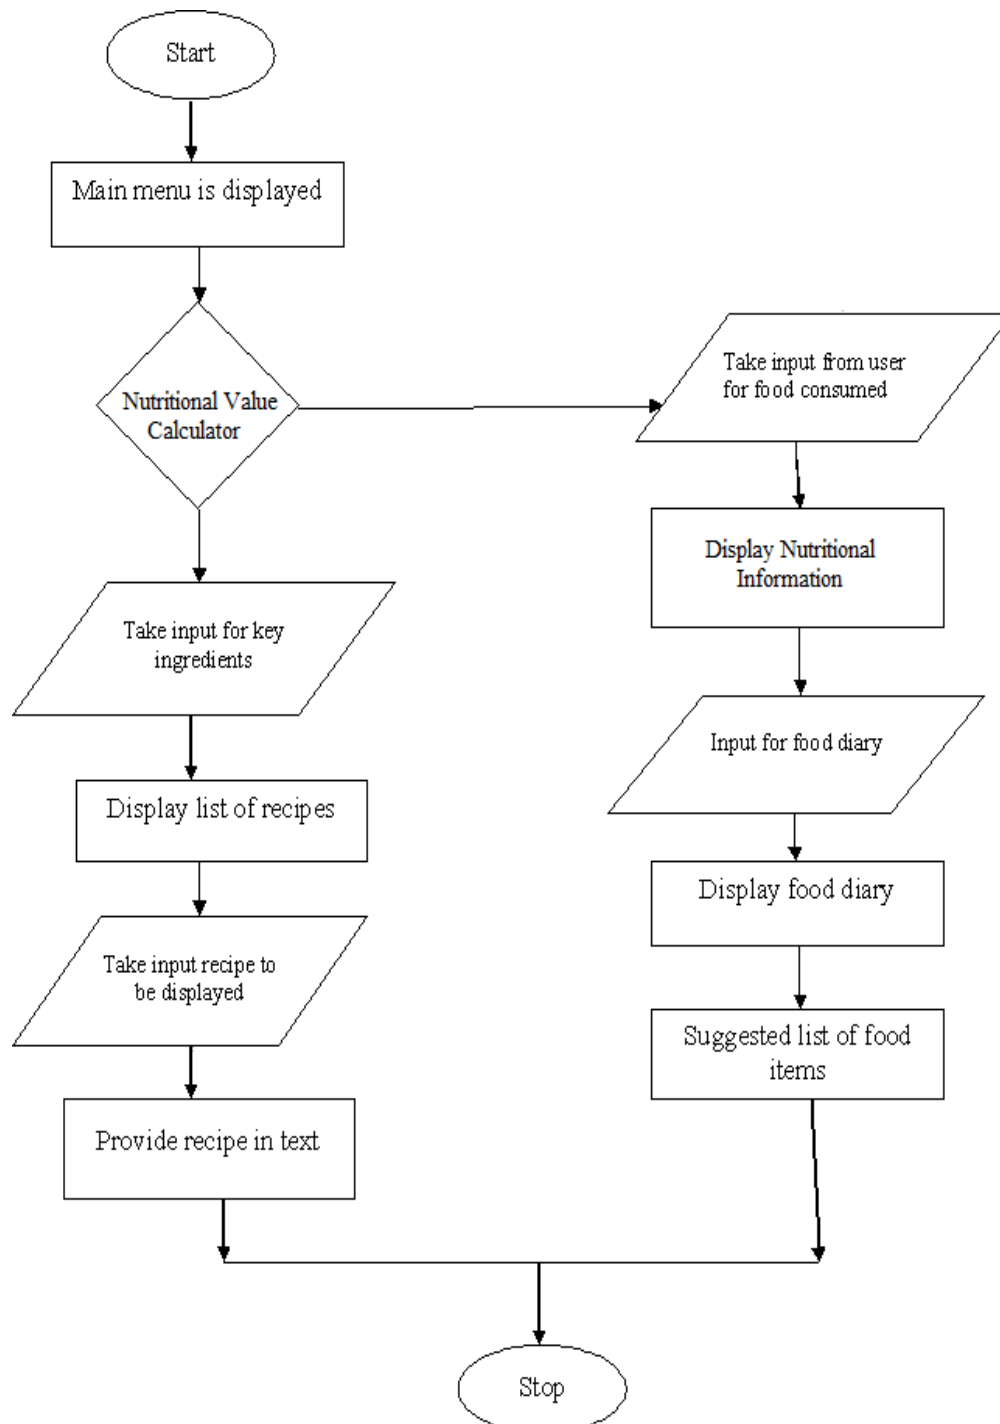 Start
Main menu is displayed
Nutritional Value
Calculator
Take input for key
ingredients
Display list of recipes
Take input recipe to
be displayed
Provide recipe in text
Take input from user
for food consumed
Display Nutritional
Information
Input for food diary
Display food diary
Suggested list of food
items
Stop